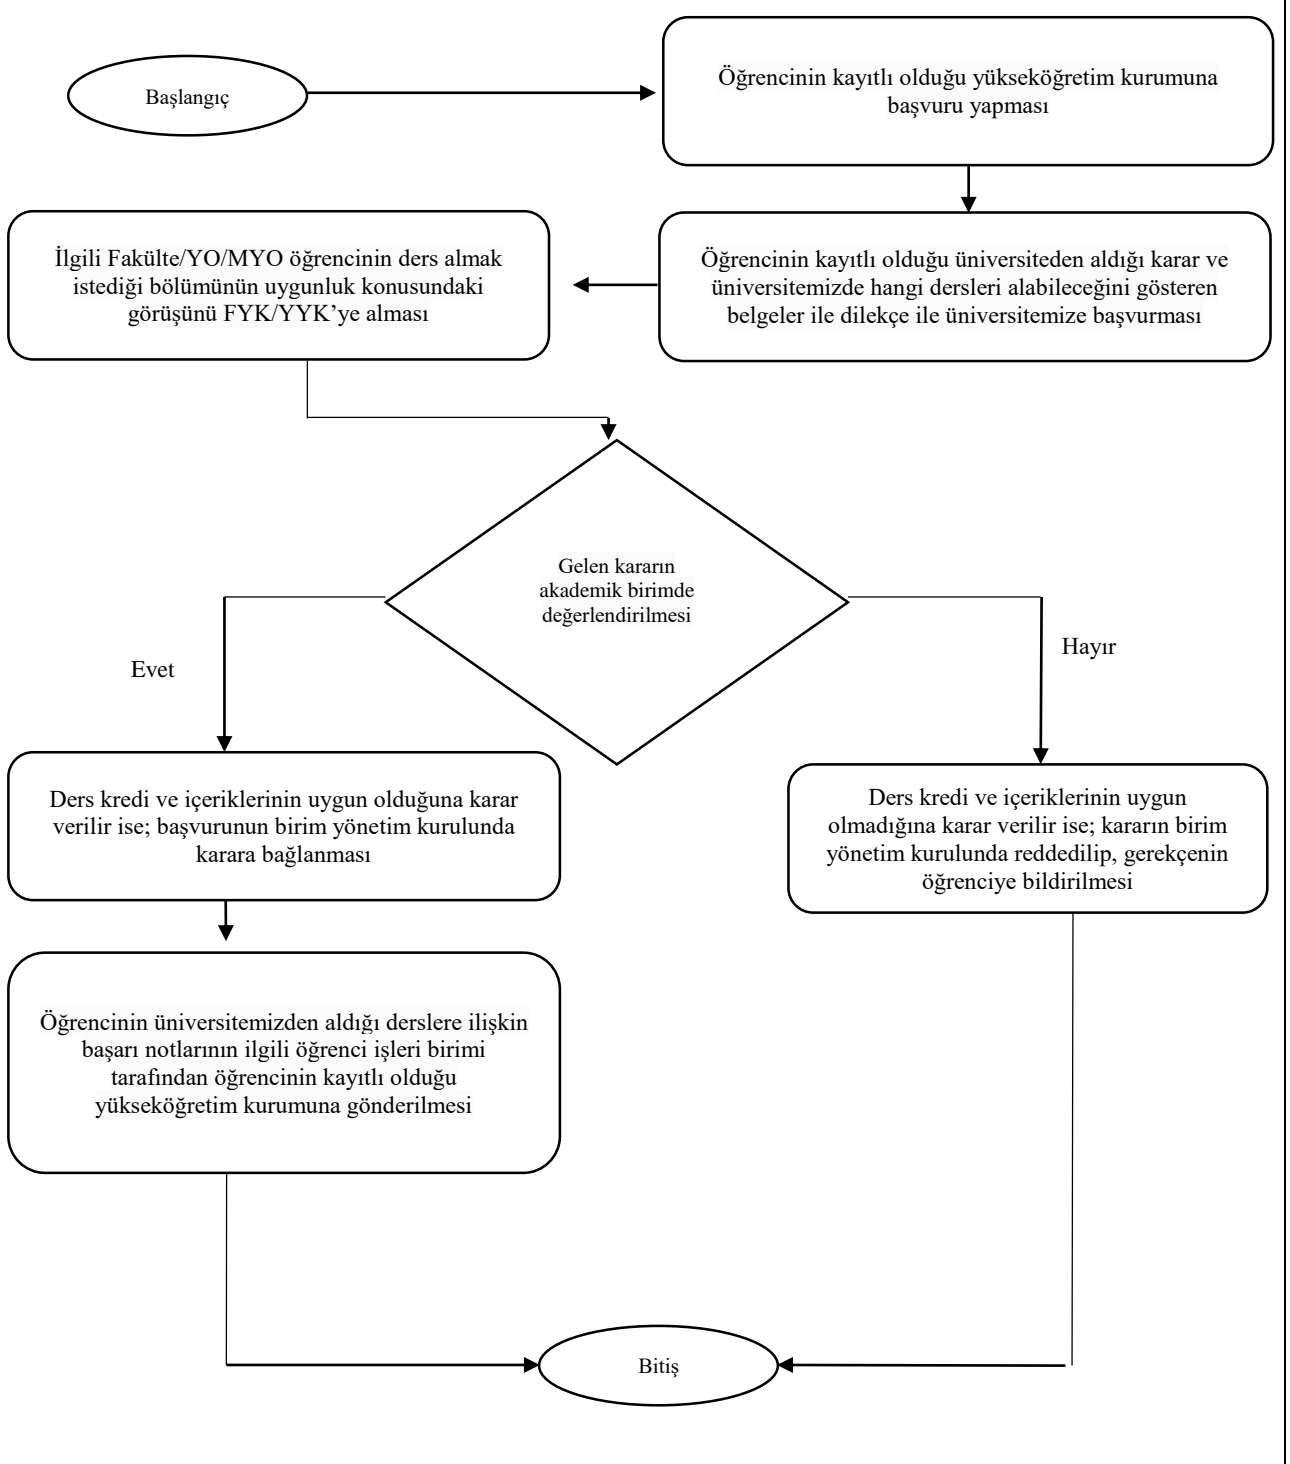 Başlangıç
Öğrencinin kayıtlı olduğu yükseköğretim kurumuna
başvuru yapması
Öğrencinin kayıtlı olduğu üniversiteden aldığı karar ve
üniversitemizde hangi dersleri alabileceğini gösteren
belgeler ile dilekçe ile üniversitemize başvurması
İlgili Fakülte/YO/MYO öğrencinin ders almak
istediği bölümünün uygunluk konusundaki
görüşünü FYK/YYK’ye alması
Gelen kararın
akademik birimde
değerlendirilmesi
Evet
Hayır
Ders kredi ve içeriklerinin uygun olduğuna karar
verilir ise; başvurunun birim yönetim kurulunda
karara bağlanması
Ders kredi ve içeriklerinin uygun
olmadığına karar verilir ise; kararın birim
yönetim kurulunda reddedilip, gerekçenin
öğrenciye bildirilmesi
Öğrencinin üniversitemizden aldığı derslere ilişkin
başarı notlarının ilgili öğrenci işleri birimi
tarafından öğrencinin kayıtlı olduğu
yükseköğretim kurumuna gönderilmesi
Bitiş